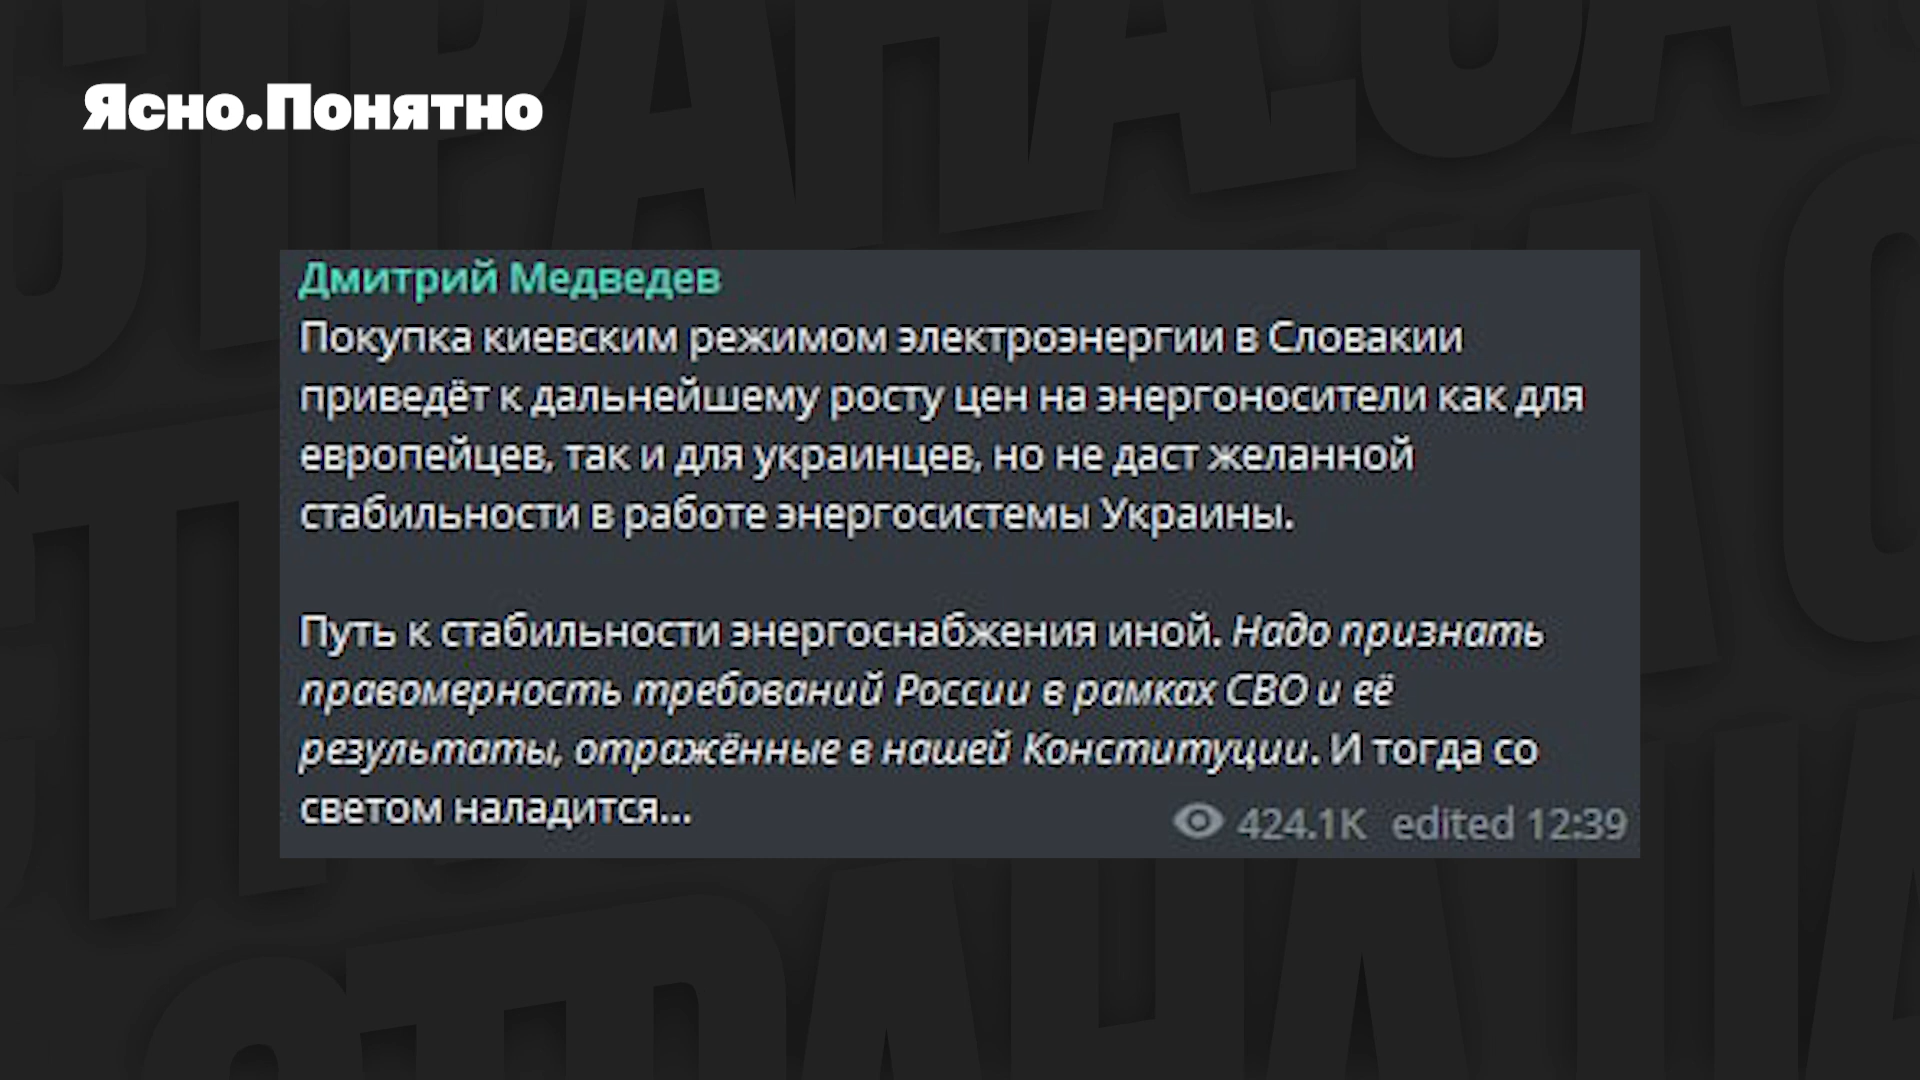 Ясно.Понятно
Дмитрий Медведев
Покупка киевским режимом электроэнергии в Словакии
приведёт к дальнейшему росту цен на энергоносители как для
европейцев, так и для украинцев, но не даст желанной
стабильности в работе энергосистемы Украины.
Путь к стабильности энергоснабжения иной. Надо признать
правомерность требований России в рамках СВО и её
результаты, отражённые в нашей Конституции. И тогда со
светом наладится...
424.1K edited 12:39